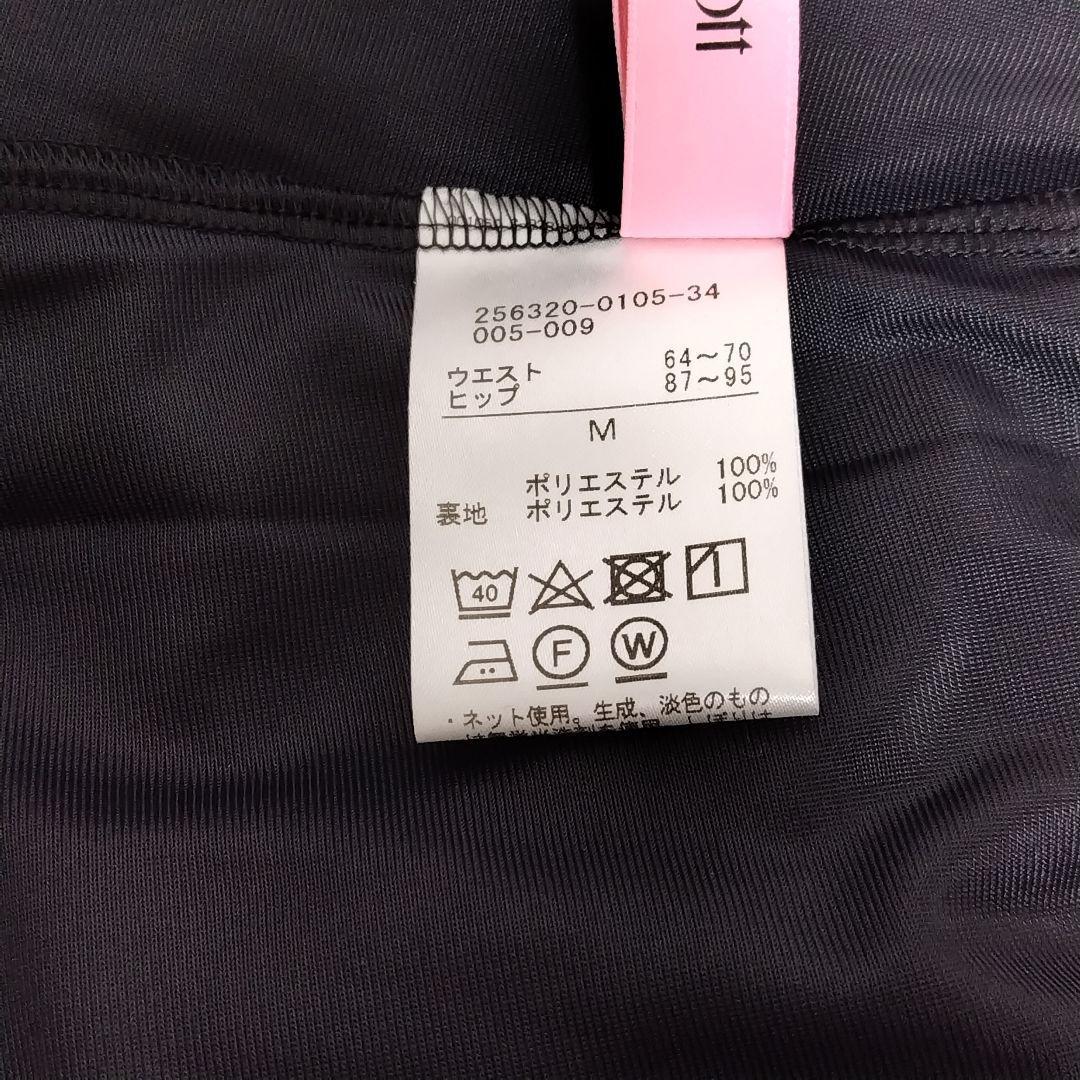 ott
256320-0105-34
005-009
ウエスト 64～70
ヒップ 87～95
M
ポリエステル 100%
裏地 ポリエステル 100%
40
F
W
・ネット使用。生成、淡色のもの